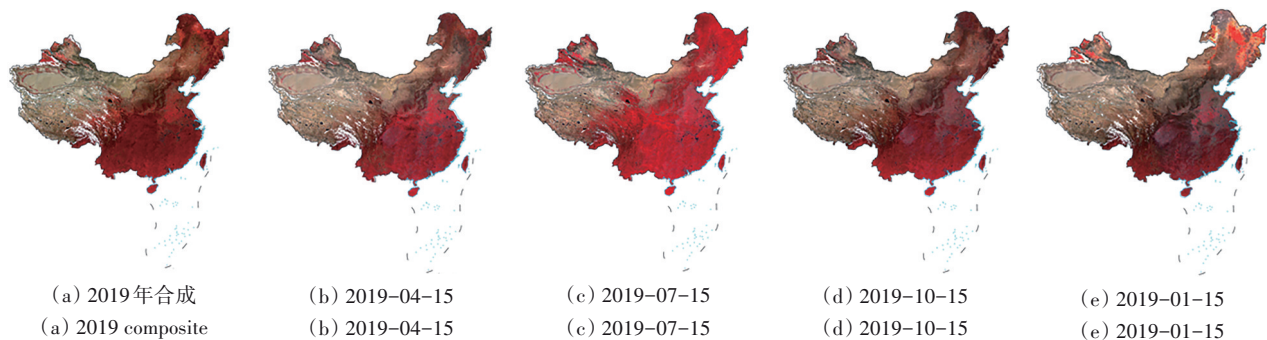 (a) 2019年合成
(b) 2019-04-15
(c) 2019-07-15
(d) 2019-10-15
(e) 2019-01-15
(a) 2019 composite
(b) 2019-04-15
(c) 2019-07-15
(d) 2019-10-15
(e) 2019-01-15